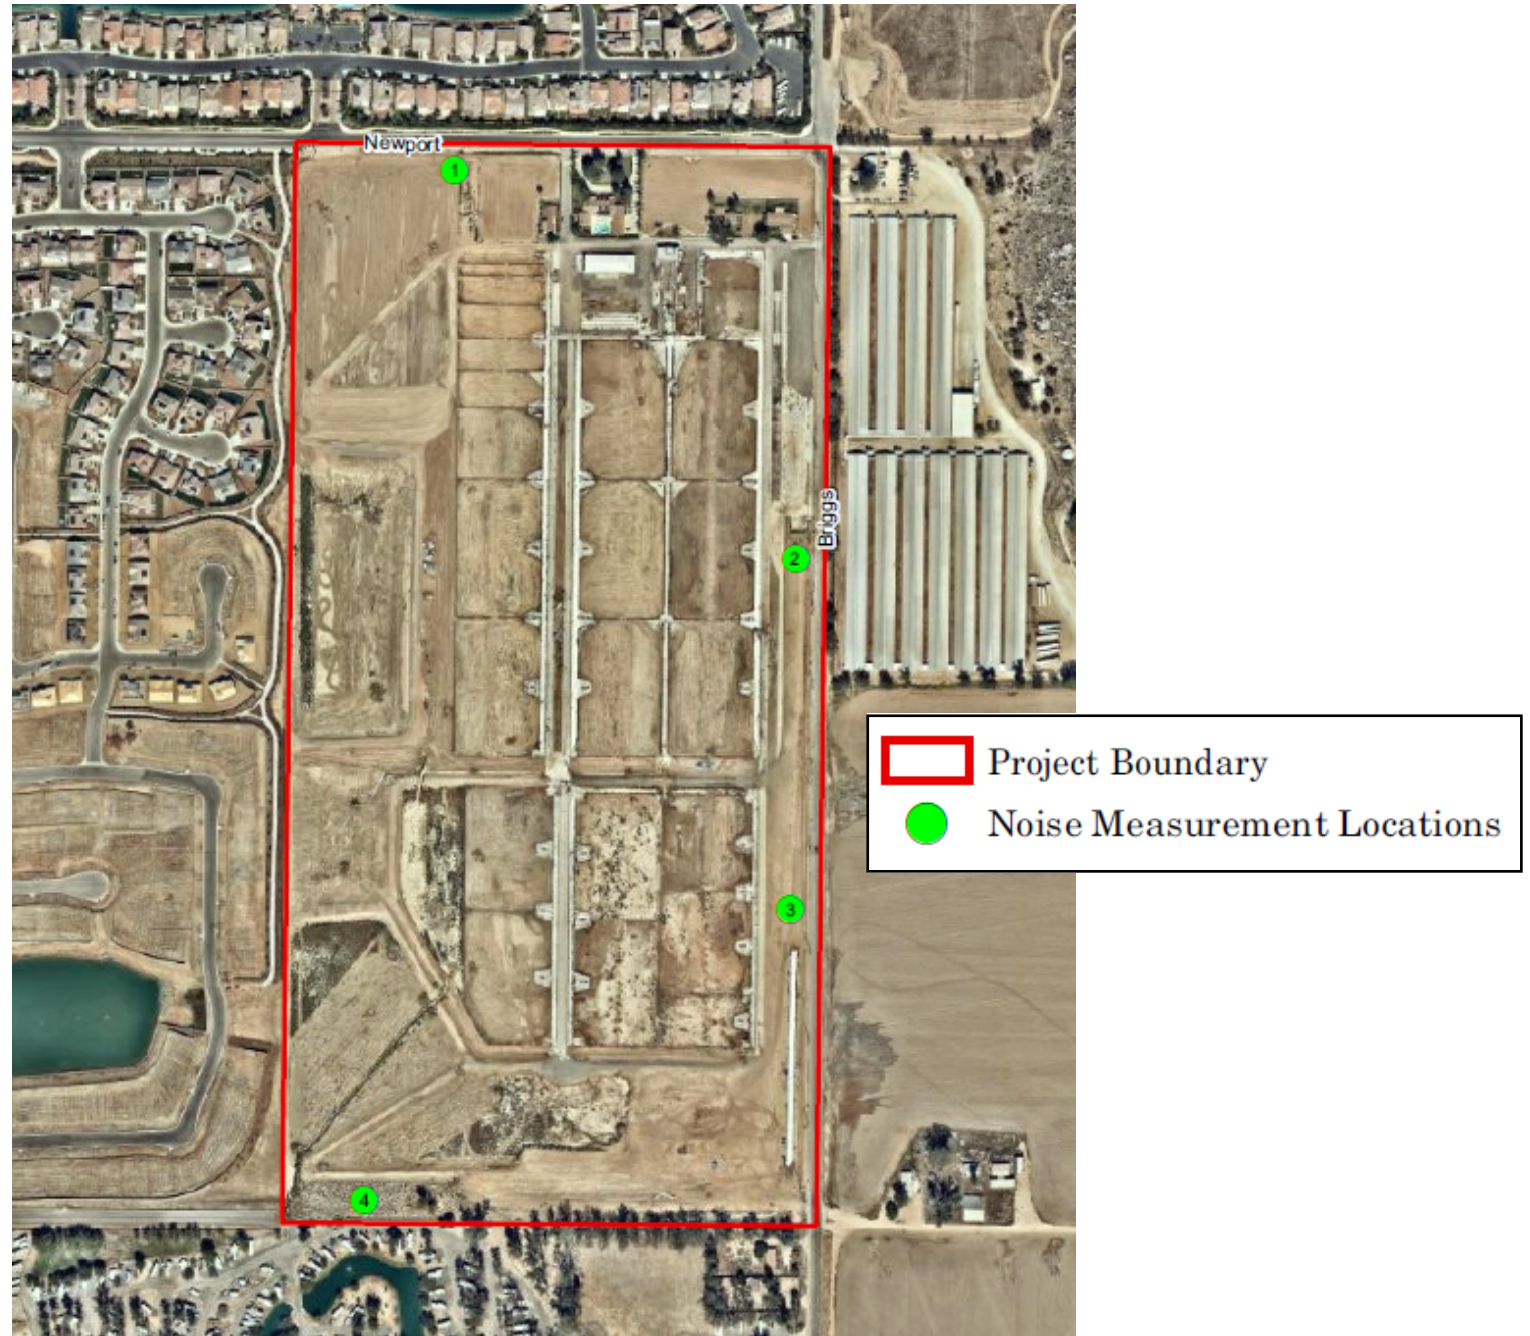 Newport
1
Briggs
2
Project Boundary
Noise Measurement Locations
3
4